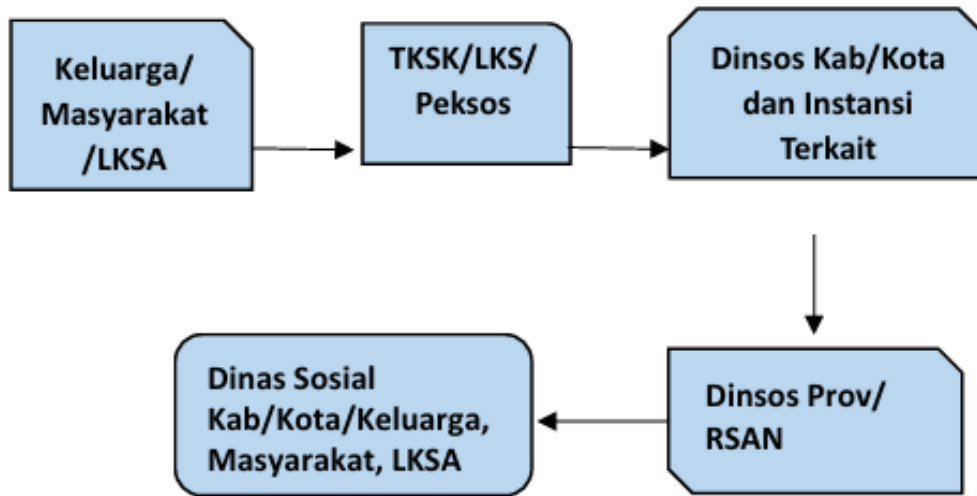 Keluarga/
Masyarakat
/LKSA
TKSK/LKS/
Peksos
Dinsos Kab/Kota
dan Instansi
Terkait
Dinsos Prov/
RSAN
Dinas Sosial
Kab/Kota/Keluarga,
Masyarakat, LKSA